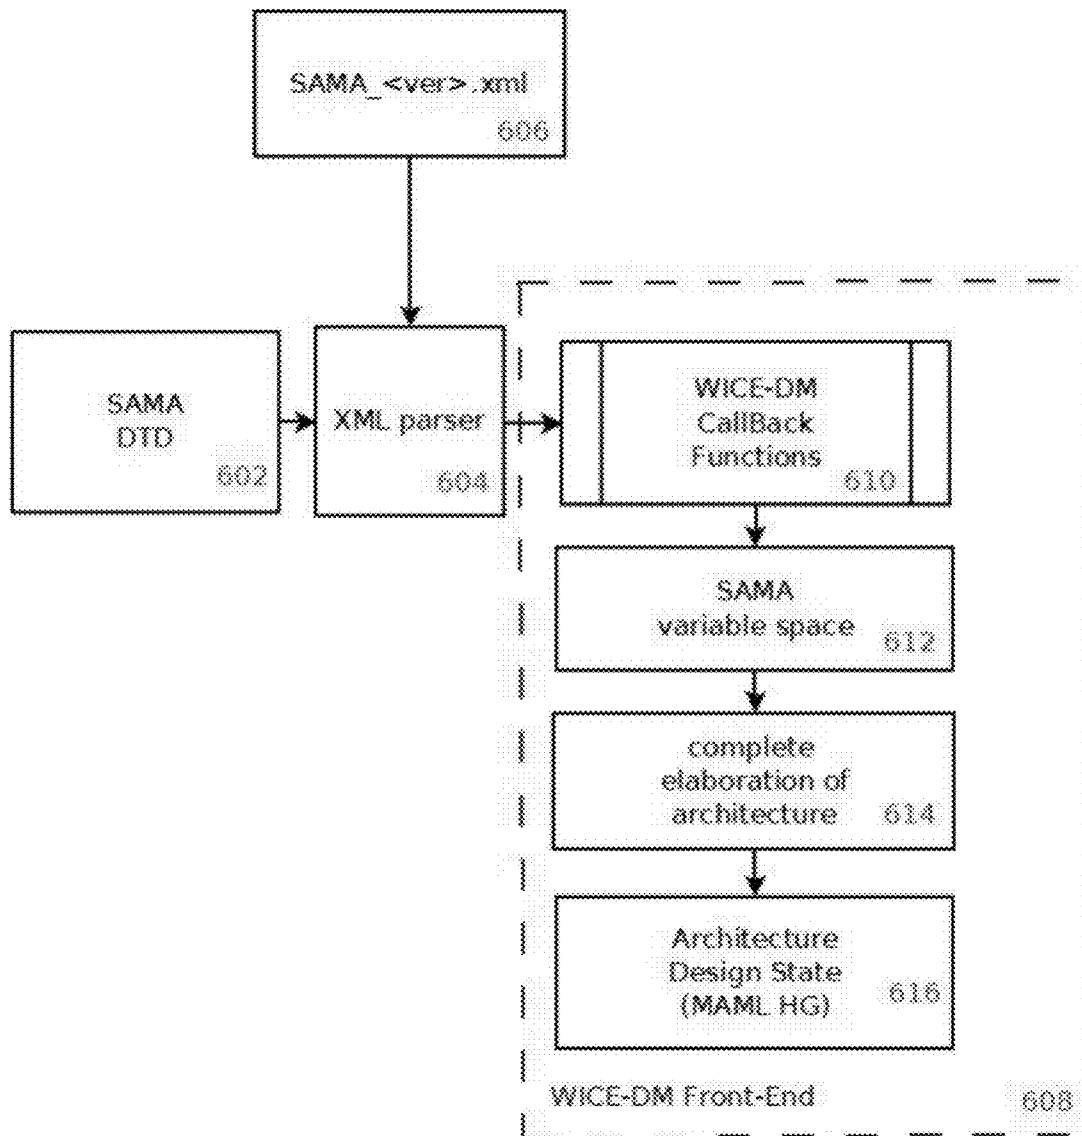 SAMA_<ver>.xml
606
SAMA
DTD
602
XML parser
604
WICE-DM
CallBack
Functions
610
SAMA
variable space
612
complete
elaboration of
architecture
614
Architecture
Design State
(MAML HG)
616
WICE-DM Front-End
608